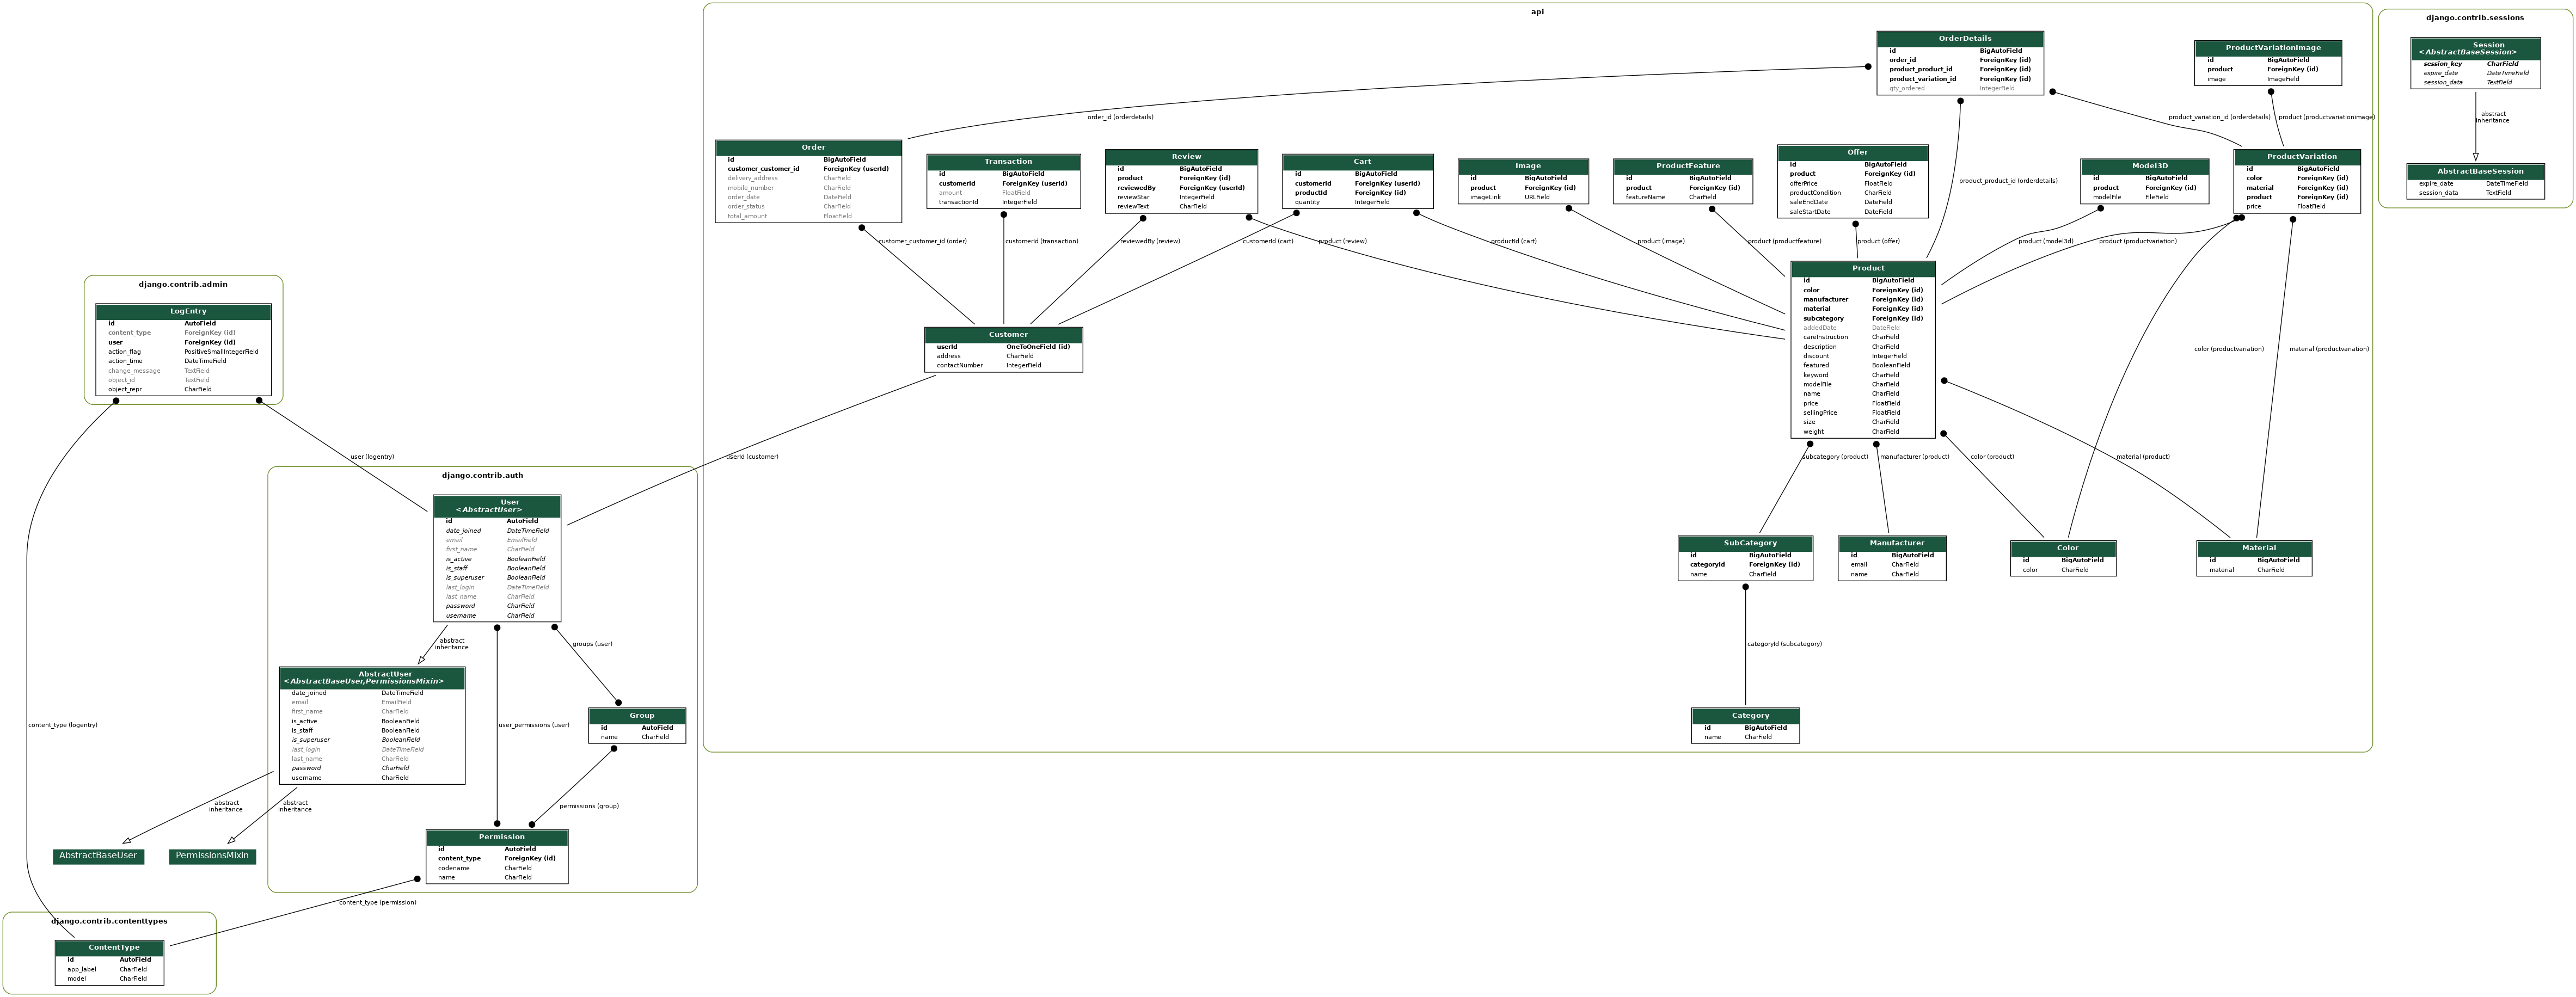 api
OrderDetails
id BigAutoField
order_id ForeignKey (id)
product_product_id ForeignKey (id)
product_variation_id ForeignKey (id)
qty_ordered IntegerField
ProductVariationImage
id BigAutoField
product ForeignKey (id)
image ImageField
order_id (orderdetails)
product_variation_id (orderdetails)
product (productvariationimage)
Order
id BigAutoField
customer_customer_id ForeignKey (userId)
delivery_address CharField
mobile_number CharField
order_date DateField
order_status CharField
total_amount FloatField
Transaction
id BigAutoField
customerId ForeignKey (userId)
amount FloatField
transactionId IntegerField
Review
id BigAutoField
product ForeignKey (id)
reviewedBy ForeignKey (userId)
reviewStar IntegerField
reviewText CharField
Cart
id BigAutoField
customerId ForeignKey (userId)
productId ForeignKey (id)
quantity IntegerField
Image
id BigAutoField
product ForeignKey (id)
imageLink URLField
ProductFeature
id BigAutoField
product ForeignKey (id)
featureName CharField
Offer
id BigAutoField
product ForeignKey (id)
offerPrice FloatField
productCondition CharField
saleEndDate DateField
saleStartDate DateField
product_product_id (orderdetails)
Model3D
id BigAutoField
product ForeignKey (id)
modelFile FileField
ProductVariation
id BigAutoField
color ForeignKey (id)
material ForeignKey (id)
product ForeignKey (id)
price FloatField
customer_customer_id (order)
customerId (transaction)
reviewedBy (review)
customerId (cart)
product (review)
productId (cart)
product (image)
product (productfeature)
product (offer)
product (model3d)
product (productvariation)
Product
id BigAutoField
color ForeignKey (id)
manufacturer ForeignKey (id)
material ForeignKey (id)
subcategory ForeignKey (id)
addedDate DateField
careInstruction CharField
description CharField
discount IntegerField
featured BooleanField
keyword CharField
modelFile CharField
name CharField
price FloatField
sellingPrice FloatField
size CharField
weight CharField
Customer
userId OneToOneField (id)
address CharField
contactNumber IntegerField
color (productvariation)
material (productvariation)
userId (customer)
subcategory (product)
manufacturer (product)
color (product)
material (product)
SubCategory
id BigAutoField
categoryId ForeignKey (id)
name CharField
Manufacturer
id BigAutoField
email CharField
name CharField
Color
id BigAutoField
color CharField
Material
id BigAutoField
material CharField
categoryId (subcategory)
Category
id BigAutoField
name CharField
django.contrib.sessions
Session
<AbstractBaseSession>
session_key CharField
expire_date DateTimeField
session_data TextField
abstract
inheritance
AbstractBaseSession
expire_date DateTimeField
session_data TextField
django.contrib.admin
LogEntry
id AutoField
content_type ForeignKey (id)
user ForeignKey (id)
action_flag PositiveSmallIntegerField
action_time DateTimeField
change_message TextField
object_id TextField
object_repr CharField
user (logentry)
content_type (logentry)
django.contrib.auth
User
<AbstractUser>
id AutoField
date_joined DateTimeField
email EmailField
first_name CharField
is_active BooleanField
is_staff BooleanField
is_superuser BooleanField
last_login DateTimeField
last_name CharField
password CharField
username CharField
abstract
inheritance
groups (user)
AbstractUser
<AbstractBaseUser,PermissionsMixin>
date_joined DateTimeField
email EmailField
first_name CharField
is_active BooleanField
is_staff BooleanField
is_superuser BooleanField
last_login DateTimeField
last_name CharField
password CharField
username CharField
user_permissions (user)
Group
id AutoField
name CharField
abstract
inheritance
abstract
inheritance
permissions (group)
AbstractBaseUser
PermissionsMixin
Permission
id AutoField
content_type ForeignKey (id)
codename CharField
name CharField
content_type (permission)
django.contrib.contenttypes
ContentType
id AutoField
app_label CharField
model CharField